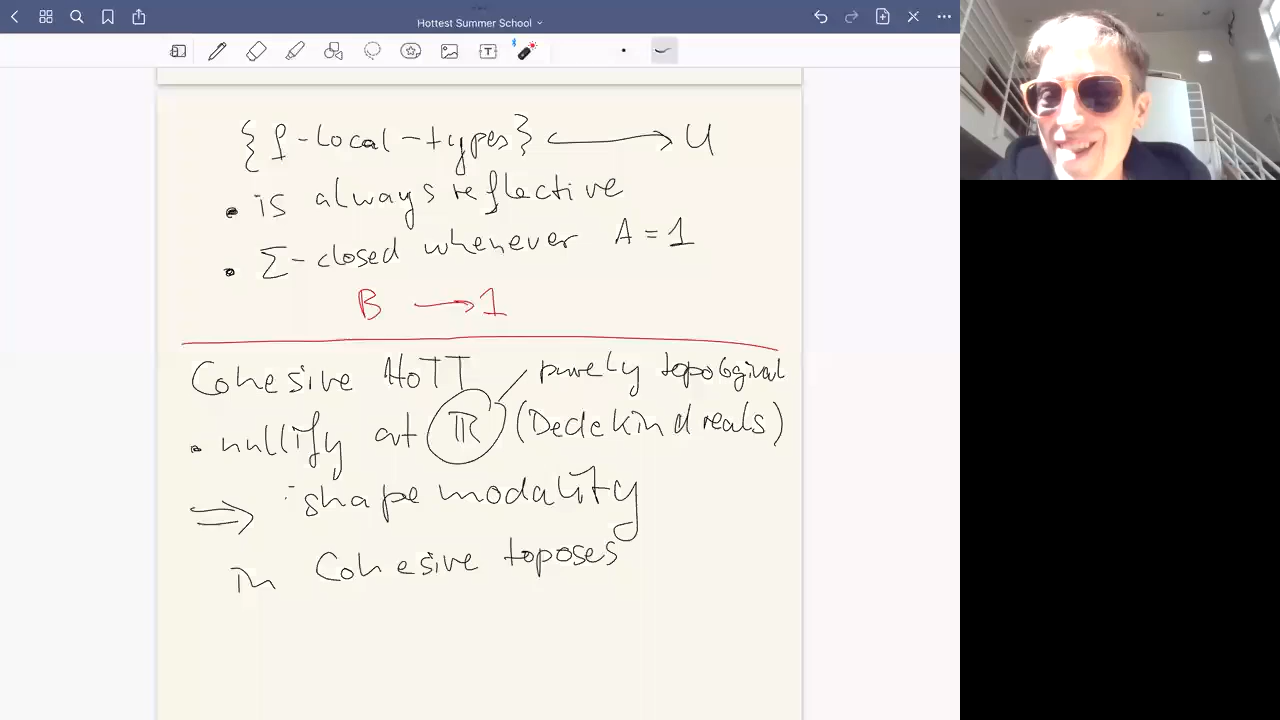 Hottest Summer School
{f-local-types} ⟶ U
• is always reflective
• Σ-closed whenever A = 1
B ⟶ 1
Cohesive HoTT
purely topological
• nullify at ℝ (Dedekind reals)
⇒ shape modality
in Cohesive toposes